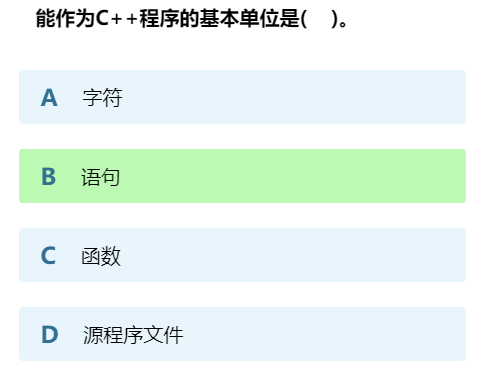 能作为C++程序的基本单位是(    )。
A 字符
B 语句
C 函数
D 源程序文件